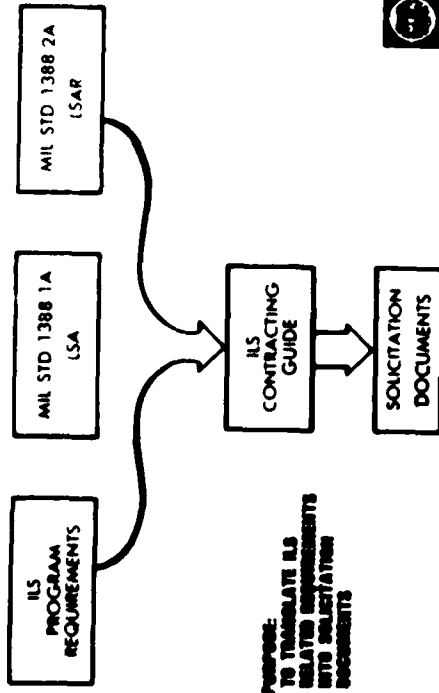 ILS
PROGRAM
REQUIREMENTS
MIL STD 1388 1A
LSA
MIL STD 1388 2A
LSAR
ILS
CONTRACTING
GUIDE
SOLICITATION
DOCUMENTS
PURPOSE:
TO TRANSLATE ILS
RELATED REQUIREMENTS
INTO SOLICITATION
DOCUMENTS